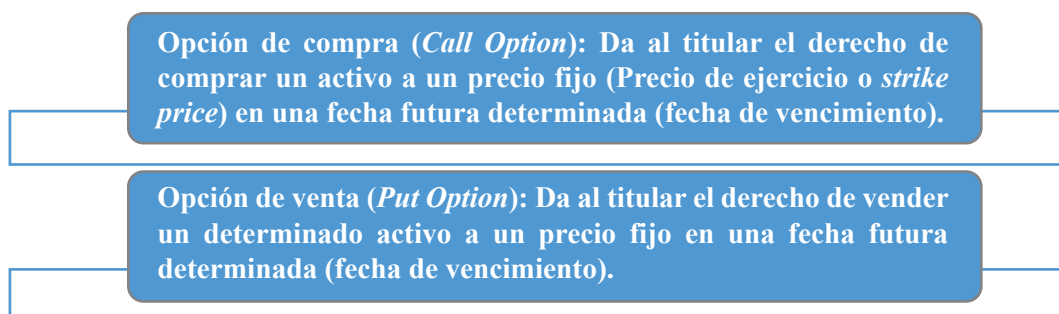 Opción de compra (Call Option): Da al titular el derecho de
comprar un activo a un precio fijo (Precio de ejercicio o strike
price) en una fecha futura determinada (fecha de vencimiento).
Opción de venta (Put Option): Da al titular el derecho de vender
un determinado activo a un precio fijo en una fecha futura
determinada (fecha de vencimiento).